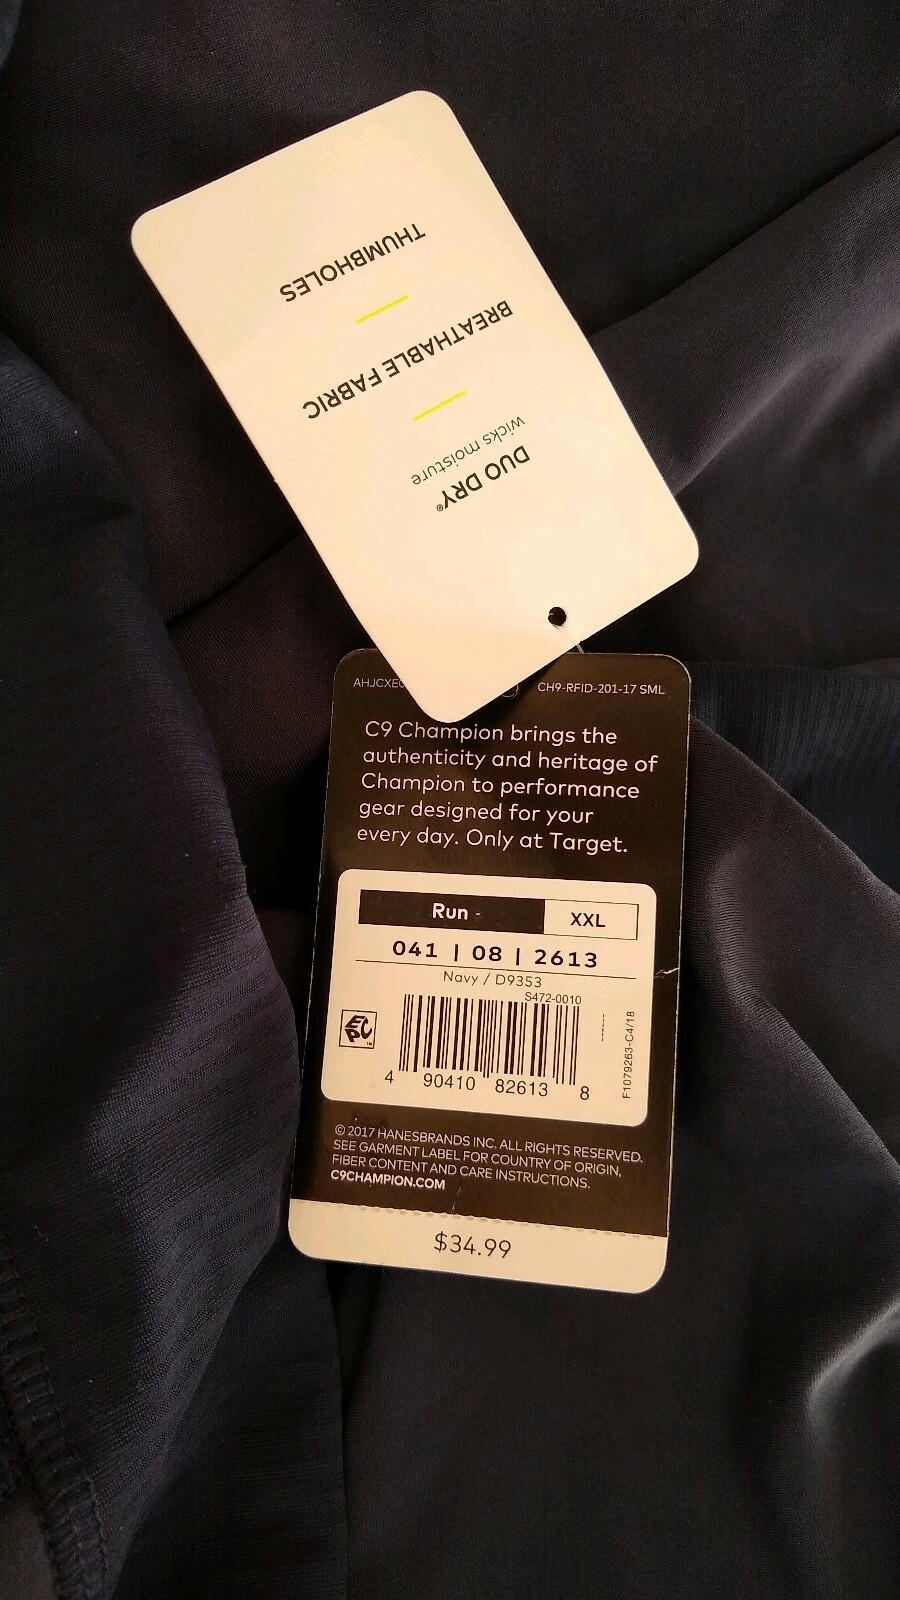 THUMBHOLES
BREATHABLE FABRIC
DUO DRY®
wicks moisture
CH9-RFID-201-17 SML
C9 Champion brings the
authenticity and heritage of
Champion to performance
gear designed for your
every day. Only at Target.
Run - XXL
041 | 08 | 2613
Navy / D9353
S472-0010
EPC™
4 90410 82613 8
F1079263-C4/18
© 2017 HANESBRANDS INC. ALL RIGHTS RESERVED.
SEE GARMENT LABEL FOR COUNTRY OF ORIGIN,
FIBER CONTENT AND CARE INSTRUCTIONS.
C9CHAMPION.COM
$34.99